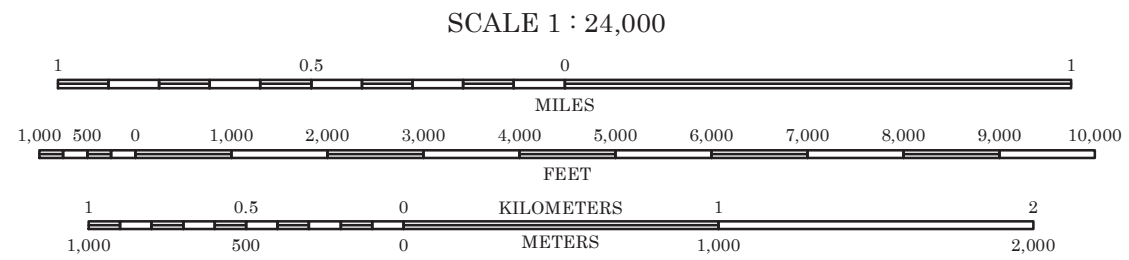 SCALE 1 : 24,000
1 0.5 0 1
MILES
1,000 500 0 1,000 2,000 3,000 4,000 5,000 6,000 7,000 8,000 9,000 10,000
FEET
1 0.5 0 KILOMETERS 1 2
1,000 500 0 METERS 1,000 2,000